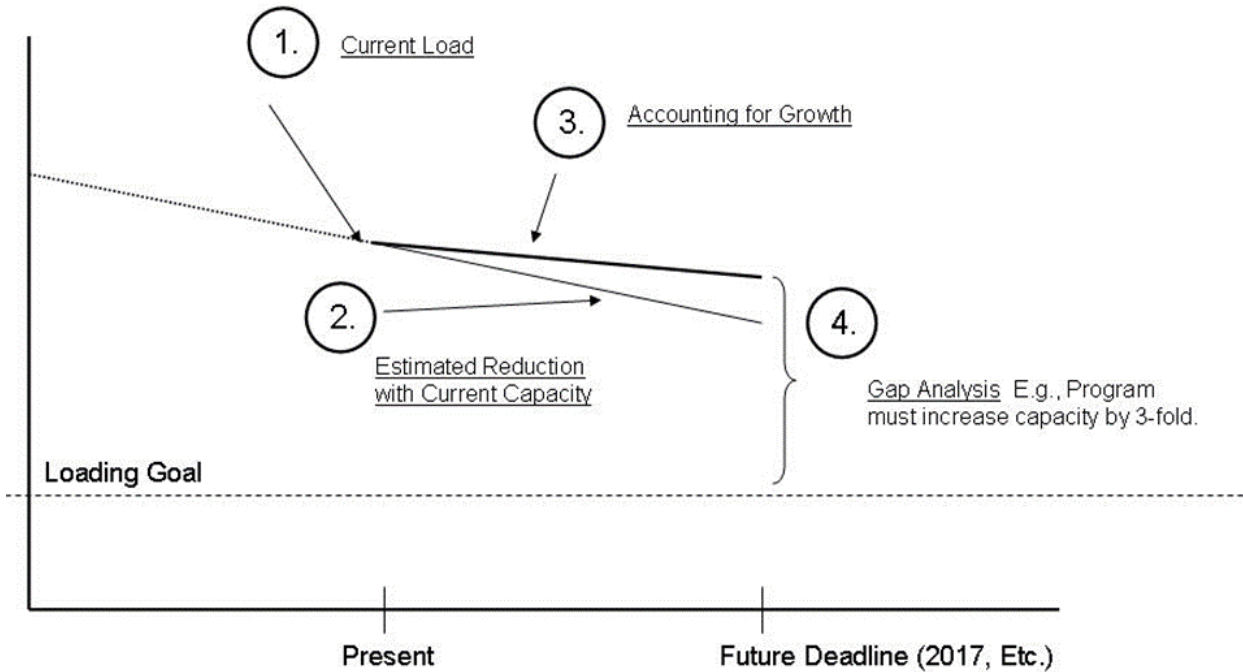 1.
Current Load
3.
Accounting for Growth
2.
Estimated Reduction
with Current Capacity
4.
Gap Analysis E.g., Program
must increase capacity by 3-fold.
Loading Goal
Present
Future Deadline (2017, Etc.)